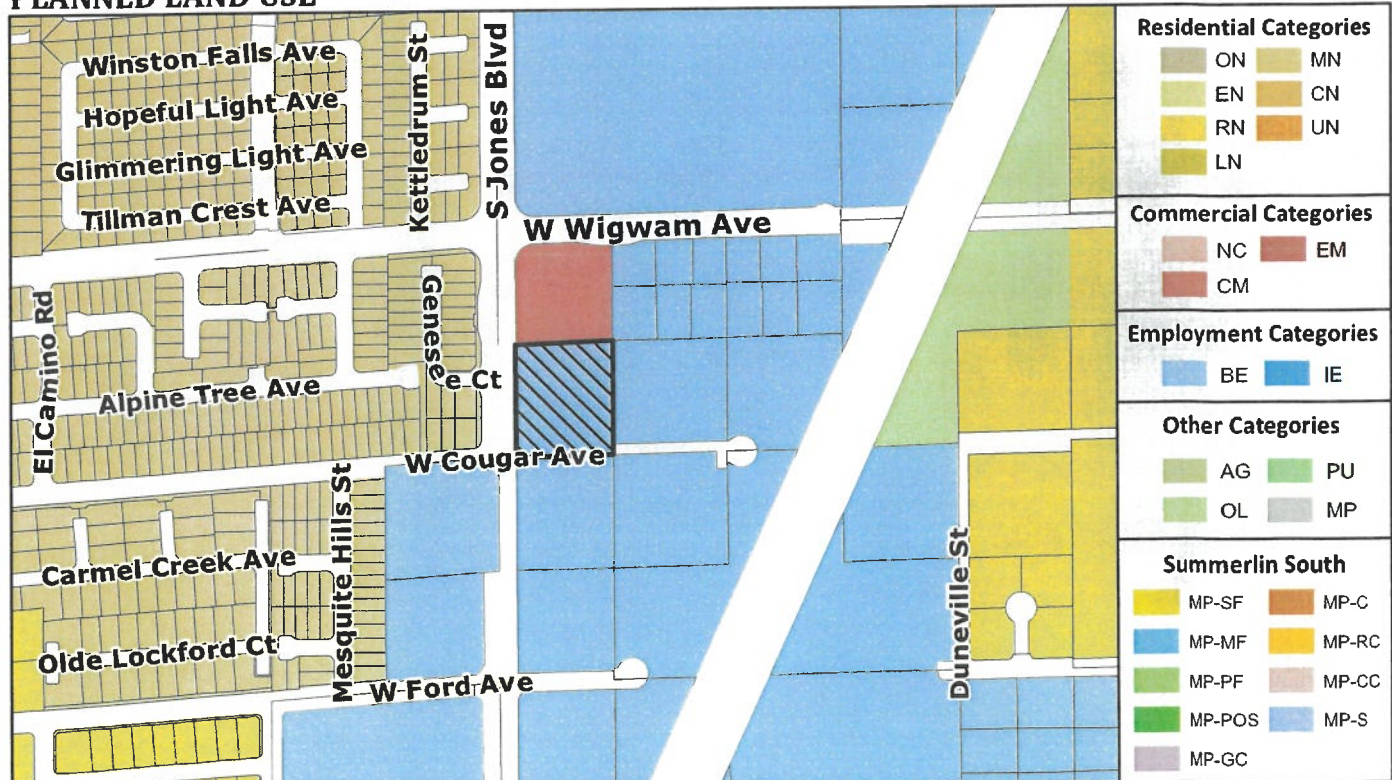 PLANNED LAND USE
Winston Falls Ave
Hopeful Light Ave
Glimmering Light Ave
Tillman Crest Ave
Kettledrum St
S Jones Blvd
W Wigwam Ave
El Camino Rd
Genesee Ct
Alpine Tree Ave
W Cougar Ave
Mesquite Hills St
Carmel Creek Ave
Olde Lockford Ct
W Ford Ave
Duneville St
Residential Categories
ON MN
EN CN
RN UN
LN
Commercial Categories
NC EM
CM
Employment Categories
BE IE
Other Categories
AG PU
OL MP
Summerlin South
MP-SF MP-C
MP-MF MP-RC
MP-PF MP-CC
MP-POS MP-S
MP-GC